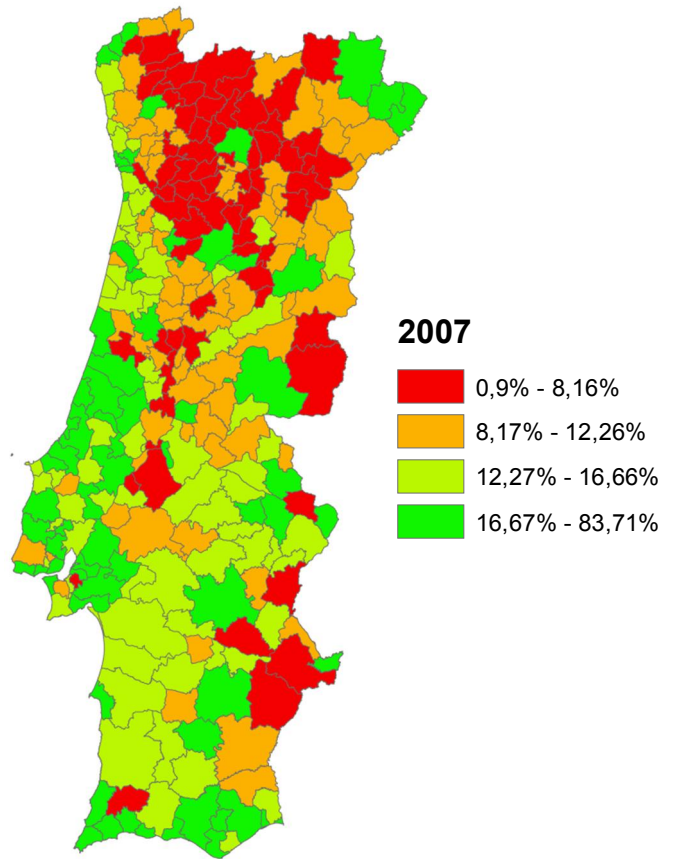 2007
0,9% - 8,16%
8,17% - 12,26%
12,27% - 16,66%
16,67% - 83,71%